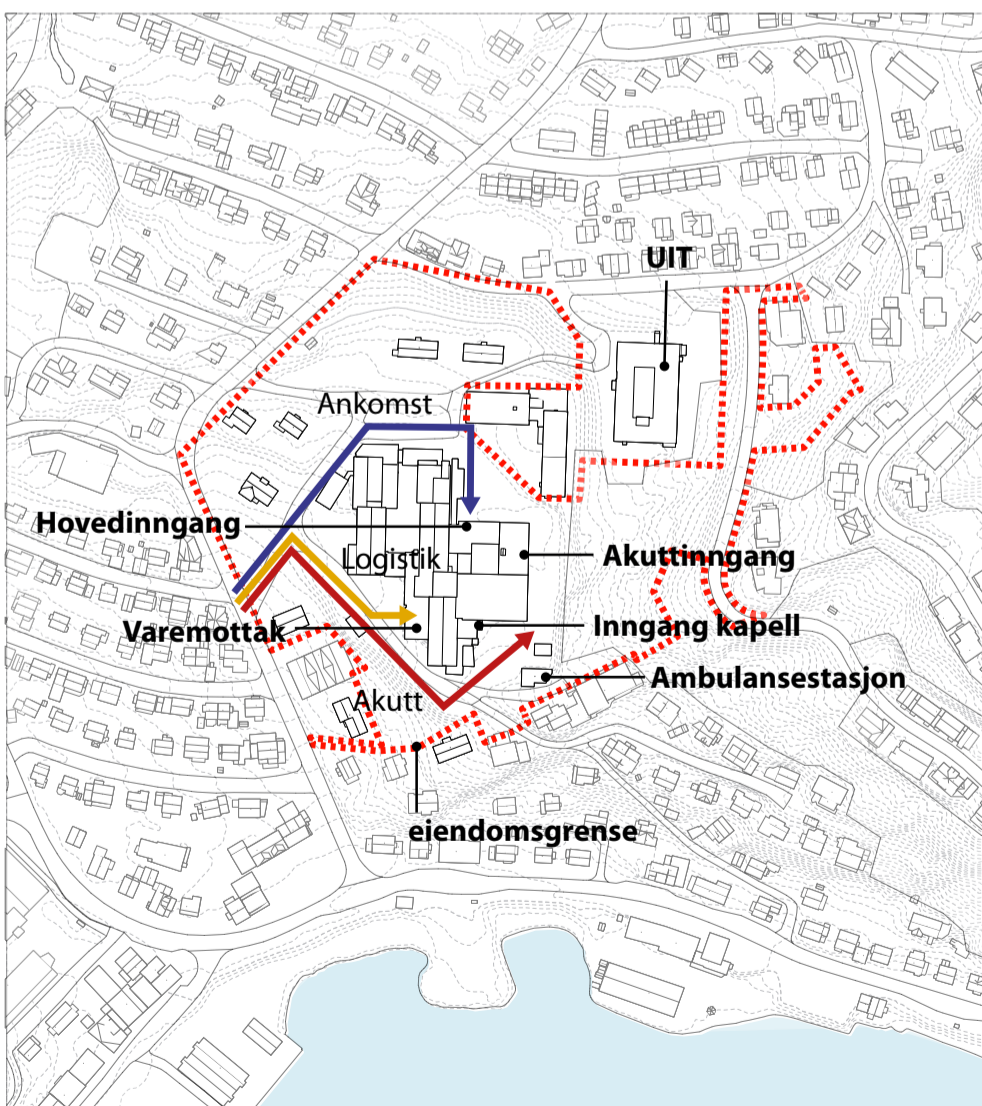 UIT
Ankomst
Hovedinngang
Logistik
Akuttinngang
Varemottak
Inngang kapell
Ambulansestasjon
Akutt
eiendomsgrense